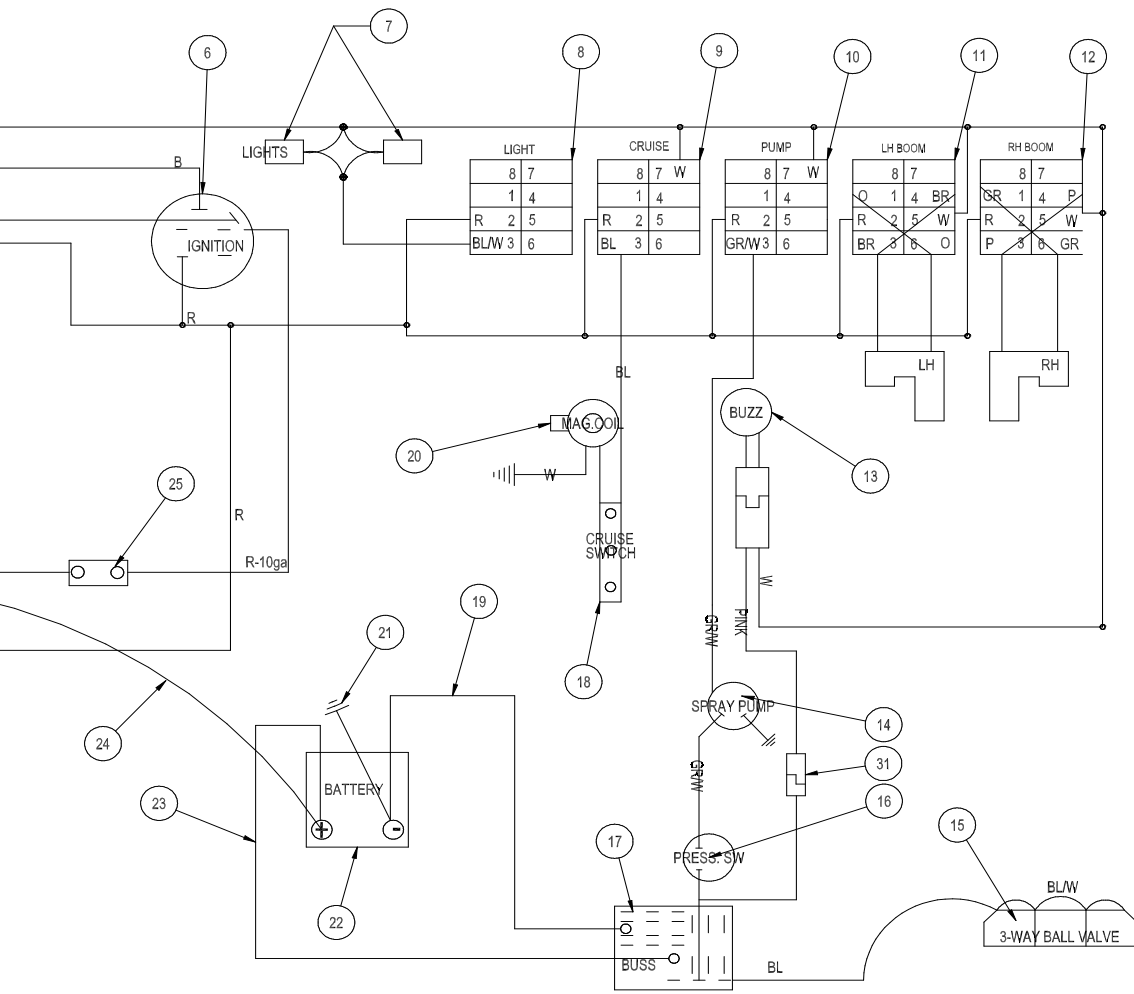 7
6
8
9
10
11
12
LIGHTS
LIGHT
CRUISE
PUMP
LH BOOM
RH BOOM
B
8 7
8 7 W
8 7 W
8 7
8 7
1 4
1 4
1 4
O 1 4 BR
GR 1 4 P
R 2 5
R 2 5
R 2 5
R 2 5 W
R 2 5 W
BL/W 3 6
BL 3 6
GR/W 3 6
BR 3 6 O
P 3 6 GR
IGNITION
R
BL
LH
RH
MAG.COIL
BUZZ
20
W
13
25
R
CRUISE
SWITCH
R-10ga
W
19
21
GR/W
PINK
18
SPRAY PUMP
14
24
31
GR/W
BATTERY
23
16
+
-
15
17
PRESS. SW
22
BL/W
3-WAY BALL VALVE
BUSS
BL